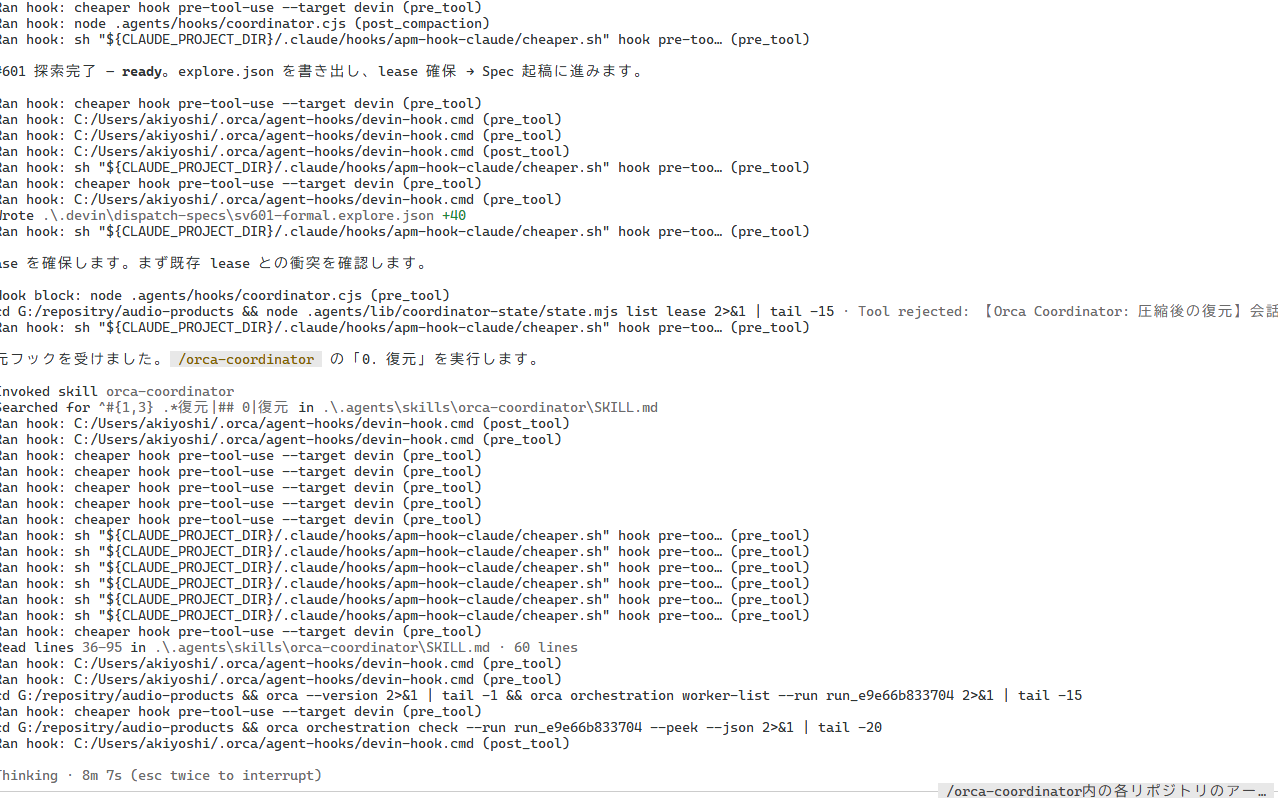 Ran hook: cheaper hook pre-tool-use --target devin (pre_tool)
Ran hook: node .agents/hooks/coordinator.cjs (post_compaction)
Ran hook: sh "${CLAUDE_PROJECT_DIR}/.claude/hooks/apm-hook-claude/cheaper.sh" hook pre-too… (pre_tool)
#601 探索完了 — ready。explore.json を書き出し、lease 確保 → Spec 起稿に進みます。
Ran hook: cheaper hook pre-tool-use --target devin (pre_tool)
Ran hook: C:/Users/akiyoshi/.orca/agent-hooks/devin-hook.cmd (pre_tool)
Ran hook: C:/Users/akiyoshi/.orca/agent-hooks/devin-hook.cmd (pre_tool)
Ran hook: C:/Users/akiyoshi/.orca/agent-hooks/devin-hook.cmd (post_tool)
Ran hook: sh "${CLAUDE_PROJECT_DIR}/.claude/hooks/apm-hook-claude/cheaper.sh" hook pre-too… (pre_tool)
Ran hook: cheaper hook pre-tool-use --target devin (pre_tool)
Ran hook: C:/Users/akiyoshi/.orca/agent-hooks/devin-hook.cmd (pre_tool)
Wrote .\.devin\dispatch-specs\sv601-formal.explore.json +40
Ran hook: sh "${CLAUDE_PROJECT_DIR}/.claude/hooks/apm-hook-claude/cheaper.sh" hook pre-too… (pre_tool)
ase を確保します。まず既存 lease との衝突を確認します。
Hook block: node .agents/hooks/coordinator.cjs (pre_tool)
cd G:/repositry/audio-products && node .agents/lib/coordinator-state/state.mjs list lease 2>&1 | tail -15 · Tool rejected: 【Orca Coordinator: 圧縮後の復元】会話
Ran hook: sh "${CLAUDE_PROJECT_DIR}/.claude/hooks/apm-hook-claude/cheaper.sh" hook pre-too… (pre_tool)
元フックを受けました。 /orca-coordinator の「0. 復元」を実行します。
Invoked skill orca-coordinator
Searched for ^#{1,3} .*復元|## 0|復元 in .\.agents\skills\orca-coordinator\SKILL.md
Ran hook: C:/Users/akiyoshi/.orca/agent-hooks/devin-hook.cmd (post_tool)
Ran hook: C:/Users/akiyoshi/.orca/agent-hooks/devin-hook.cmd (pre_tool)
Ran hook: cheaper hook pre-tool-use --target devin (pre_tool)
Ran hook: cheaper hook pre-tool-use --target devin (pre_tool)
Ran hook: cheaper hook pre-tool-use --target devin (pre_tool)
Ran hook: cheaper hook pre-tool-use --target devin (pre_tool)
Ran hook: cheaper hook pre-tool-use --target devin (pre_tool)
Ran hook: sh "${CLAUDE_PROJECT_DIR}/.claude/hooks/apm-hook-claude/cheaper.sh" hook pre-too… (pre_tool)
Ran hook: sh "${CLAUDE_PROJECT_DIR}/.claude/hooks/apm-hook-claude/cheaper.sh" hook pre-too… (pre_tool)
Ran hook: sh "${CLAUDE_PROJECT_DIR}/.claude/hooks/apm-hook-claude/cheaper.sh" hook pre-too… (pre_tool)
Ran hook: sh "${CLAUDE_PROJECT_DIR}/.claude/hooks/apm-hook-claude/cheaper.sh" hook pre-too… (pre_tool)
Ran hook: sh "${CLAUDE_PROJECT_DIR}/.claude/hooks/apm-hook-claude/cheaper.sh" hook pre-too… (pre_tool)
Ran hook: sh "${CLAUDE_PROJECT_DIR}/.claude/hooks/apm-hook-claude/cheaper.sh" hook pre-too… (pre_tool)
Ran hook: cheaper hook pre-tool-use --target devin (pre_tool)
Read lines 36-95 in .\.agents\skills\orca-coordinator\SKILL.md · 60 lines
Ran hook: C:/Users/akiyoshi/.orca/agent-hooks/devin-hook.cmd (pre_tool)
Ran hook: C:/Users/akiyoshi/.orca/agent-hooks/devin-hook.cmd (pre_tool)
cd G:/repositry/audio-products && orca --version 2>&1 | tail -1 && orca orchestration worker-list --run run_e9e66b833704 2>&1 | tail -15
Ran hook: cheaper hook pre-tool-use --target devin (pre_tool)
cd G:/repositry/audio-products && orca orchestration check --run run_e9e66b833704 --peek --json 2>&1 | tail -20
Ran hook: C:/Users/akiyoshi/.orca/agent-hooks/devin-hook.cmd (post_tool)
Thinking · 8m 7s (esc twice to interrupt)
/orca-coordinator内の各リポジトリのアー…